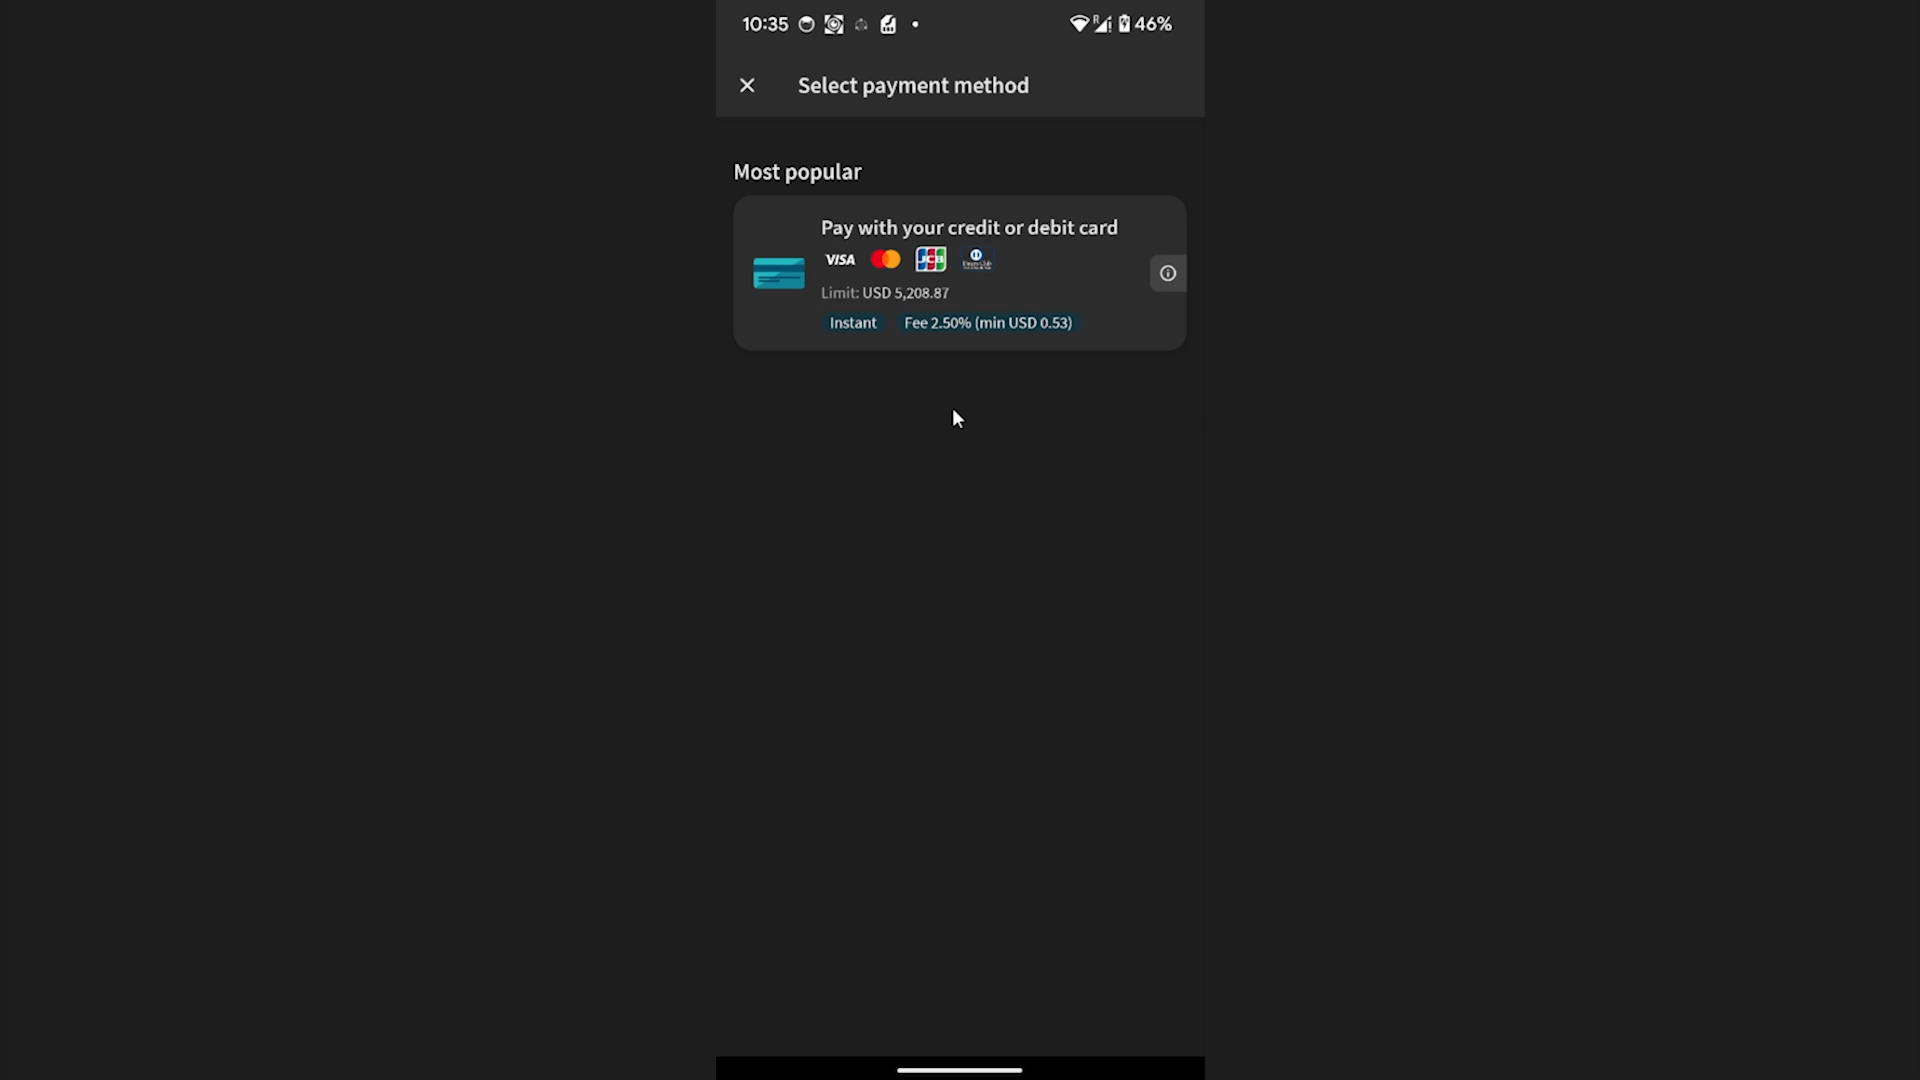 10:35
R
46%
Select payment method
Most popular
Pay with your credit or debit card
VISA
JCB
Limit: USD 5,208.87
Instant
Fee 2.50% (min USD 0.53)